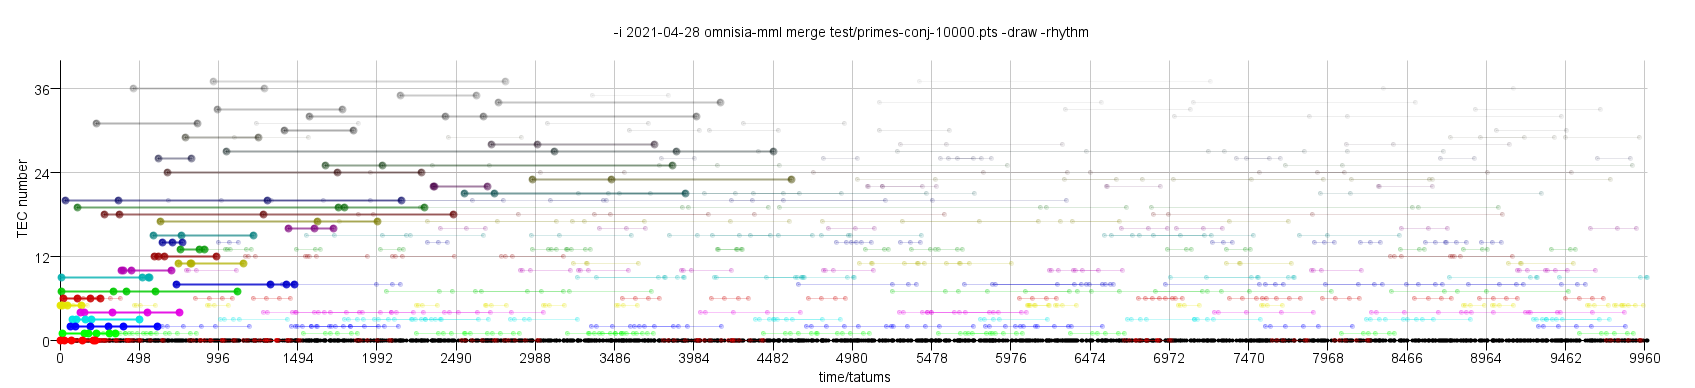 -i 2021-04-28 omnisia-mml merge test/primes-conj-10000.pts -draw -rhythm
36
24
TEC number
12
0
0 498 996 1494 1992 2490 2988 3486 3984 4482 4980 5478 5976 6474 6972 7470 7968 8466 8964 9462 9960
time/tatums